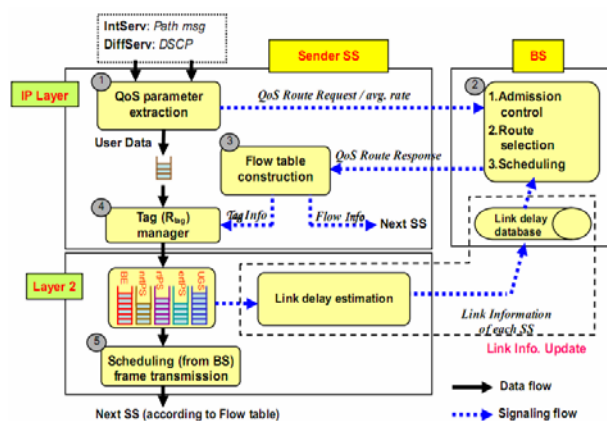 IntServ: Path msg
DiffServ: DSCP
Sender SS
BS
IP Layer
1
QoS parameter
extraction
QoS Route Request / avg. rate
2
1.Admission
control
2.Route
selection
3.Scheduling
User Data
3
Flow table
construction
QoS Route Response
4
Tag (Rtag)
manager
Tag Info
Flow Info
Next SS
Link delay
database
Layer 2
BE
nrtPS
rtPS
ertPS
UGS
Link delay estimation
Link Information
of each SS
Link Info. Update
5
Scheduling (from BS)
frame transmission
Data flow
Signaling flow
Next SS (according to Flow table)